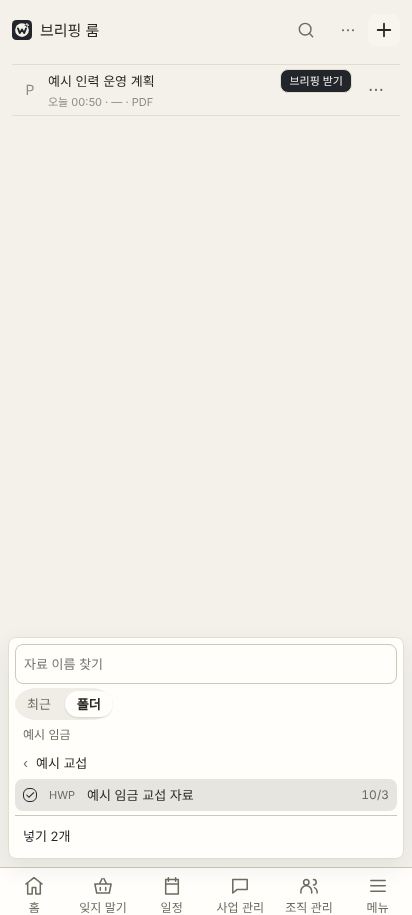 브리핑 룸
P
예시 인력 운영 계획
브리핑 받기
오늘 00:50 · — · PDF
자료 이름 찾기
최근 폴더
예시 임금
‹ 예시 교섭
HWP 예시 임금 교섭 자료 10/3
넣기 2개
홈 잊지 말기 일정 사업 관리 조직 관리 메뉴